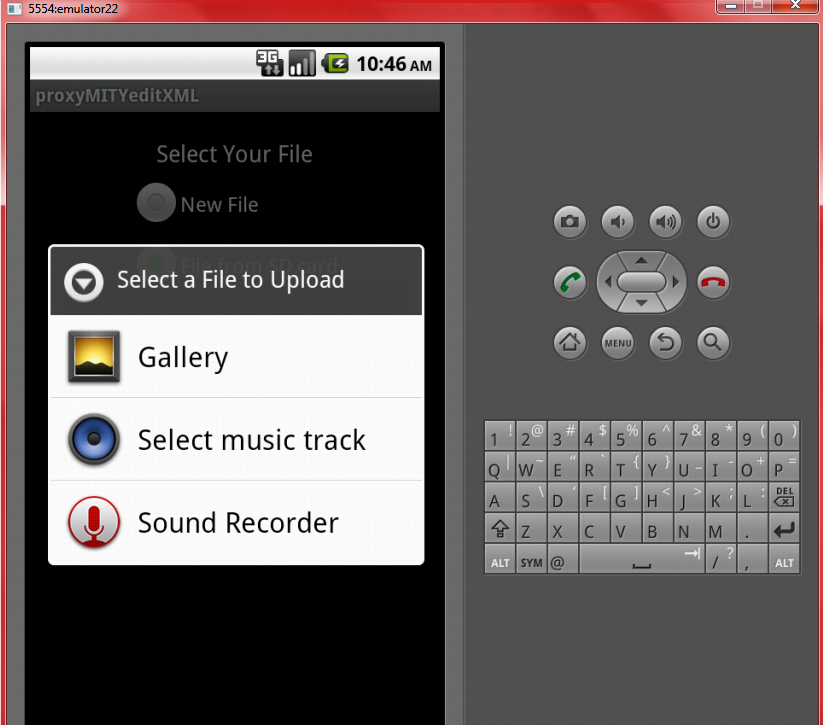 5554:emulator22
3G 10:46 AM
proxyMITYeditXML
Select Your File
New File
File from SD card
Select a File to Upload
Gallery
Select music track
Sound Recorder
MENU
1 ! 2 @ 3 # 4 $ 5 % 6 ^ 7 & 8 * 9 ( 0 )
Q | W ~ E " R ` T { Y } U _ I - O + P =
A S \ D ' F [ G ] H < J > K ; L : DEL
Z X C V B N M .
ALT SYM @ / ? , ALT